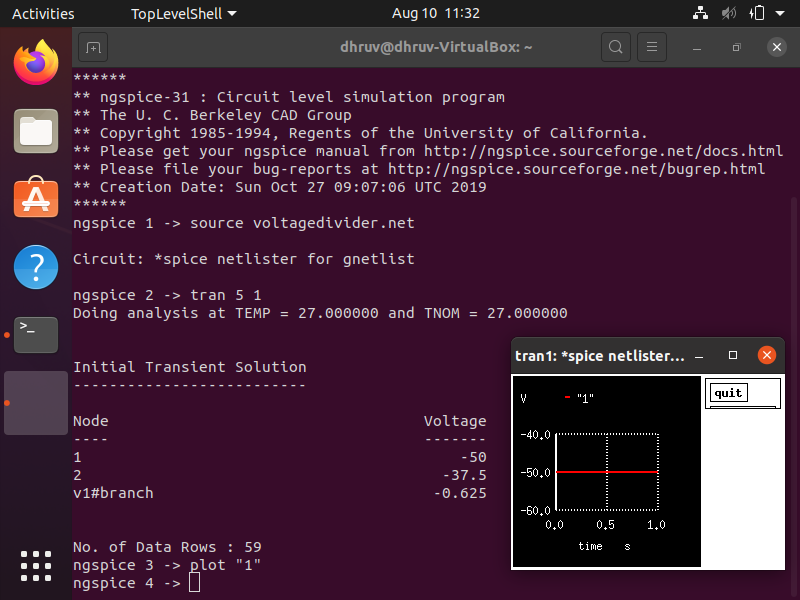 Activities TopLevelShell Aug 10 11:32
dhruv@dhruv-VirtualBox: ~
******
** ngspice-31 : Circuit level simulation program
** The U. C. Berkeley CAD Group
** Copyright 1985-1994, Regents of the University of California.
** Please get your ngspice manual from http://ngspice.sourceforge.net/docs.html
** Please file your bug-reports at http://ngspice.sourceforge.net/bugrep.html
** Creation Date: Sun Oct 27 09:07:06 UTC 2019
******
ngspice 1 -> source voltagedivider.net
Circuit: *spice netlister for gnetlist
ngspice 2 -> tran 5 1
Doing analysis at TEMP = 27.000000 and TNOM = 27.000000
Initial Transient Solution
--------------------------
Node Voltage
---- -------
1 -50
2 -37.5
v1#branch -0.625
No. of Data Rows : 59
ngspice 3 -> plot "1"
ngspice 4 ->
tran1: *spice netlister...
V "1"
quit
-40.0
-50.0
-60.0
0.0 0.5 1.0
time s